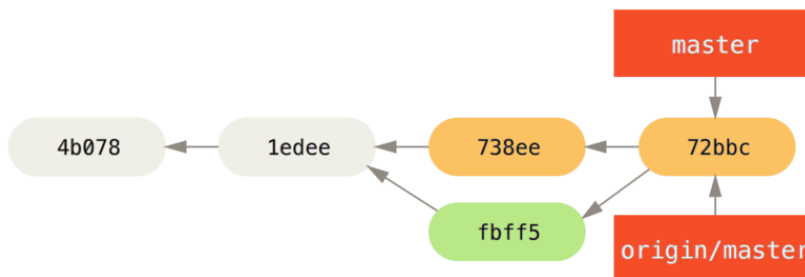 master
4b078
1edee
738ee
72bbc
fbff5
origin/master